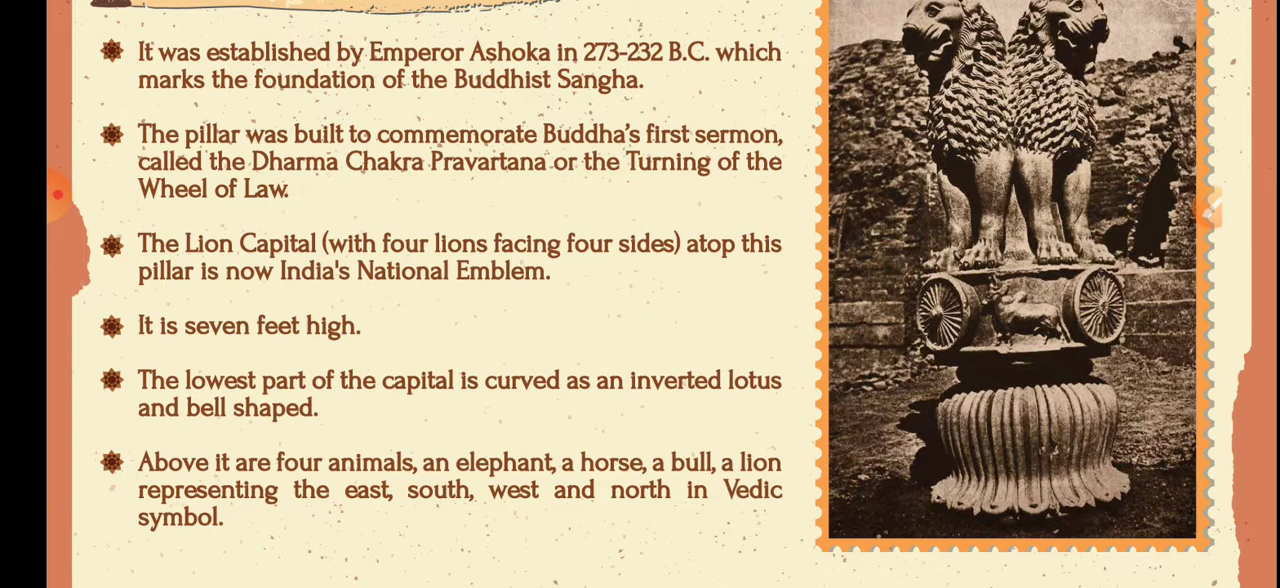 It was established by Emperor Ashoka in 273-232 B.C. which
marks the foundation of the Buddhist Sangha.
The pillar was built to commemorate Buddha's first sermon,
called the Dharma Chakra Pravartana or the Turning of the
Wheel of Law.
The Lion Capital (with four lions facing four sides) atop this
pillar is now India's National Emblem.
It is seven feet high.
The lowest part of the capital is curved as an inverted lotus
and bell shaped.
Above it are four animals, an elephant, a horse, a bull, a lion
representing the east, south, west and north in Vedic
symbol.